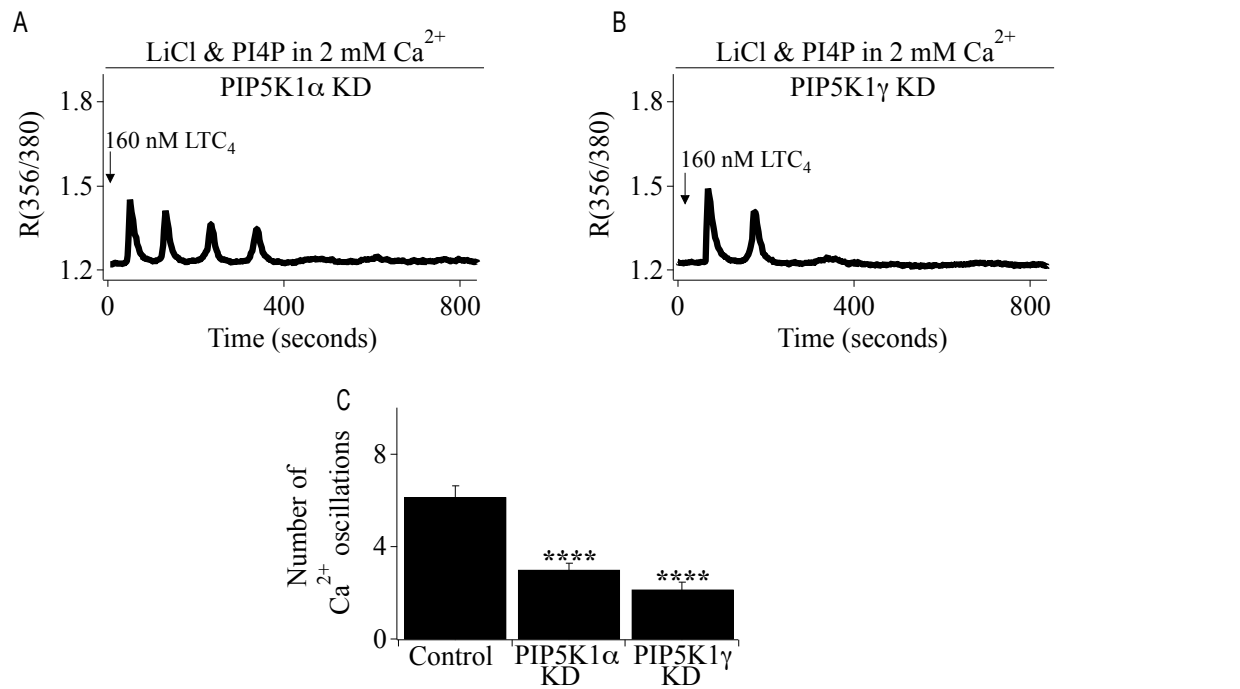 A
LiCl & PI4P in 2 mM Ca2+
PIP5K1α KD
R(356/380)
1.8
1.5
1.2
160 nM LTC4
0 400 800
Time (seconds)
B
LiCl & PI4P in 2 mM Ca2+
PIP5K1γ KD
R(356/380)
1.8
1.5
1.2
160 nM LTC4
0 400 800
Time (seconds)
C
Number of
Ca2+ oscillations
8
4
0
****
****
Control PIP5K1α PIP5K1γ
KD KD